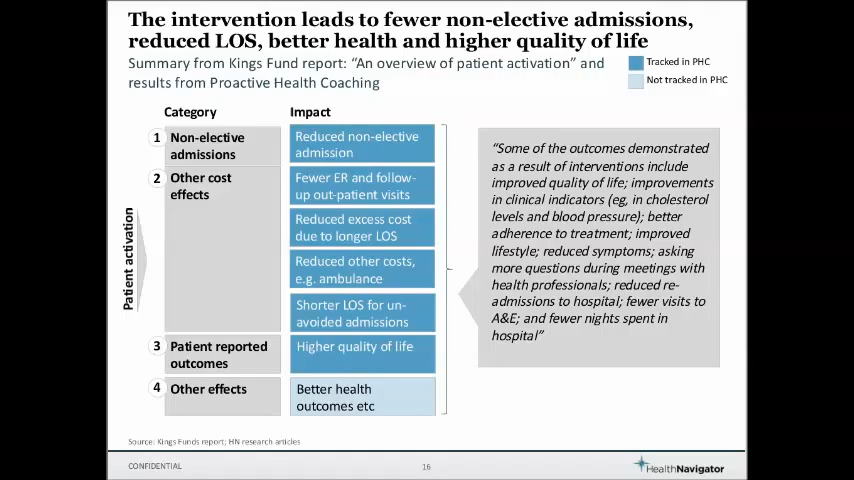 The intervention leads to fewer non-elective admissions,
reduced LOS, better health and higher quality of life
Summary from Kings Fund report: “An overview of patient activation” and
results from Proactive Health Coaching
Tracked in PHC
Not tracked in PHC
Category
Impact
Patient activation
1
Non-elective
admissions
Reduced non-elective
admission
2
Other cost
effects
Fewer ER and follow-
up out-patient visits
Reduced excess cost
due to longer LOS
Reduced other costs,
e.g. ambulance
Shorter LOS for un-
avoided admissions
3
Patient reported
outcomes
Higher quality of life
4
Other effects
Better health
outcomes etc
“Some of the outcomes demonstrated
as a result of interventions include
improved quality of life; improvements
in clinical indicators (eg, in cholesterol
levels and blood pressure); better
adherence to treatment; improved
lifestyle; reduced symptoms; asking
more questions during meetings with
health professionals; reduced re-
admissions to hospital; fewer visits to
A&E; and fewer nights spent in
hospital”
Source: Kings Funds report; HN research articles
CONFIDENTIAL
16
HealthNavigator